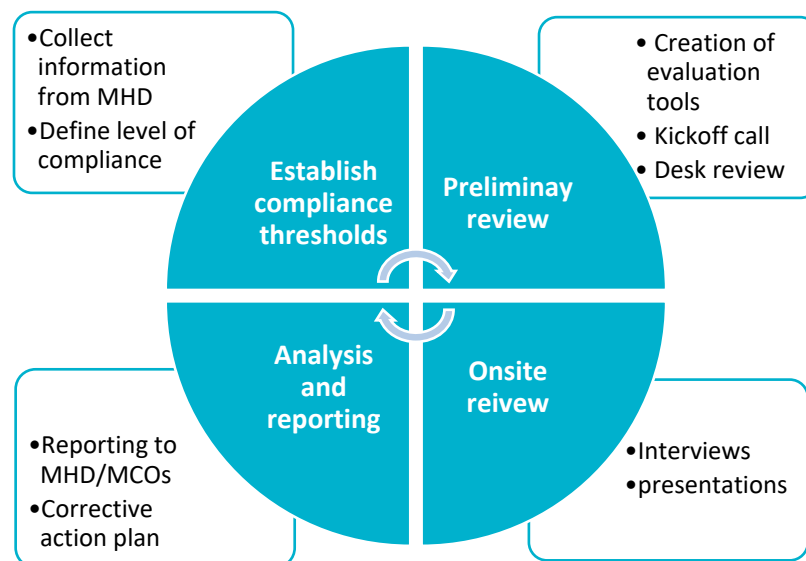 •Collect
information
from MHD
•Define level of
compliance
• Creation of
evaluation
tools
• Kickoff call
• Desk review
Establish
compliance
thresholds
Preliminay
review
Analysis
and
reporting
Onsite
reivew
•Reporting to
MHD/MCOs
•Corrective
action plan
•Interviews
•presentations